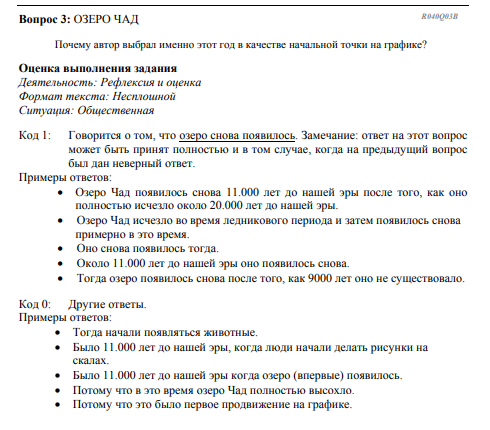 Вопрос 3: ОЗЕРО ЧАД
R040Q03B
Почему автор выбрал именно этот год в качестве начальной точки на графике?
Оценка выполнения задания
Деятельность: Рефлексия и оценка
Формат текста: Несплошной
Ситуация: Общественная
Код 1: Говорится о том, что озеро снова появилось. Замечание: ответ на этот вопрос
может быть принят полностью и в том случае, когда на предыдущий вопрос
был дан неверный ответ.
Примеры ответов:
• Озеро Чад появилось снова 11.000 лет до нашей эры после того, как оно
полностью исчезло около 20.000 лет до нашей эры.
• Озеро Чад исчезло во время ледникового периода и затем появилось снова
примерно в это время.
• Оно снова появилось тогда.
• Около 11.000 лет до нашей эры оно появилось снова.
• Тогда озеро появилось снова после того, как 9000 лет оно не существовало.
Код 0: Другие ответы.
Примеры ответов:
• Тогда начали появляться животные.
• Было 11.000 лет до нашей эры, когда люди начали делать рисунки на
скалах.
• Было 11.000 лет до нашей эры когда озеро (впервые) появилось.
• Потому что в это время озеро Чад полностью высохло.
• Потому что это было первое продвижение на графике.